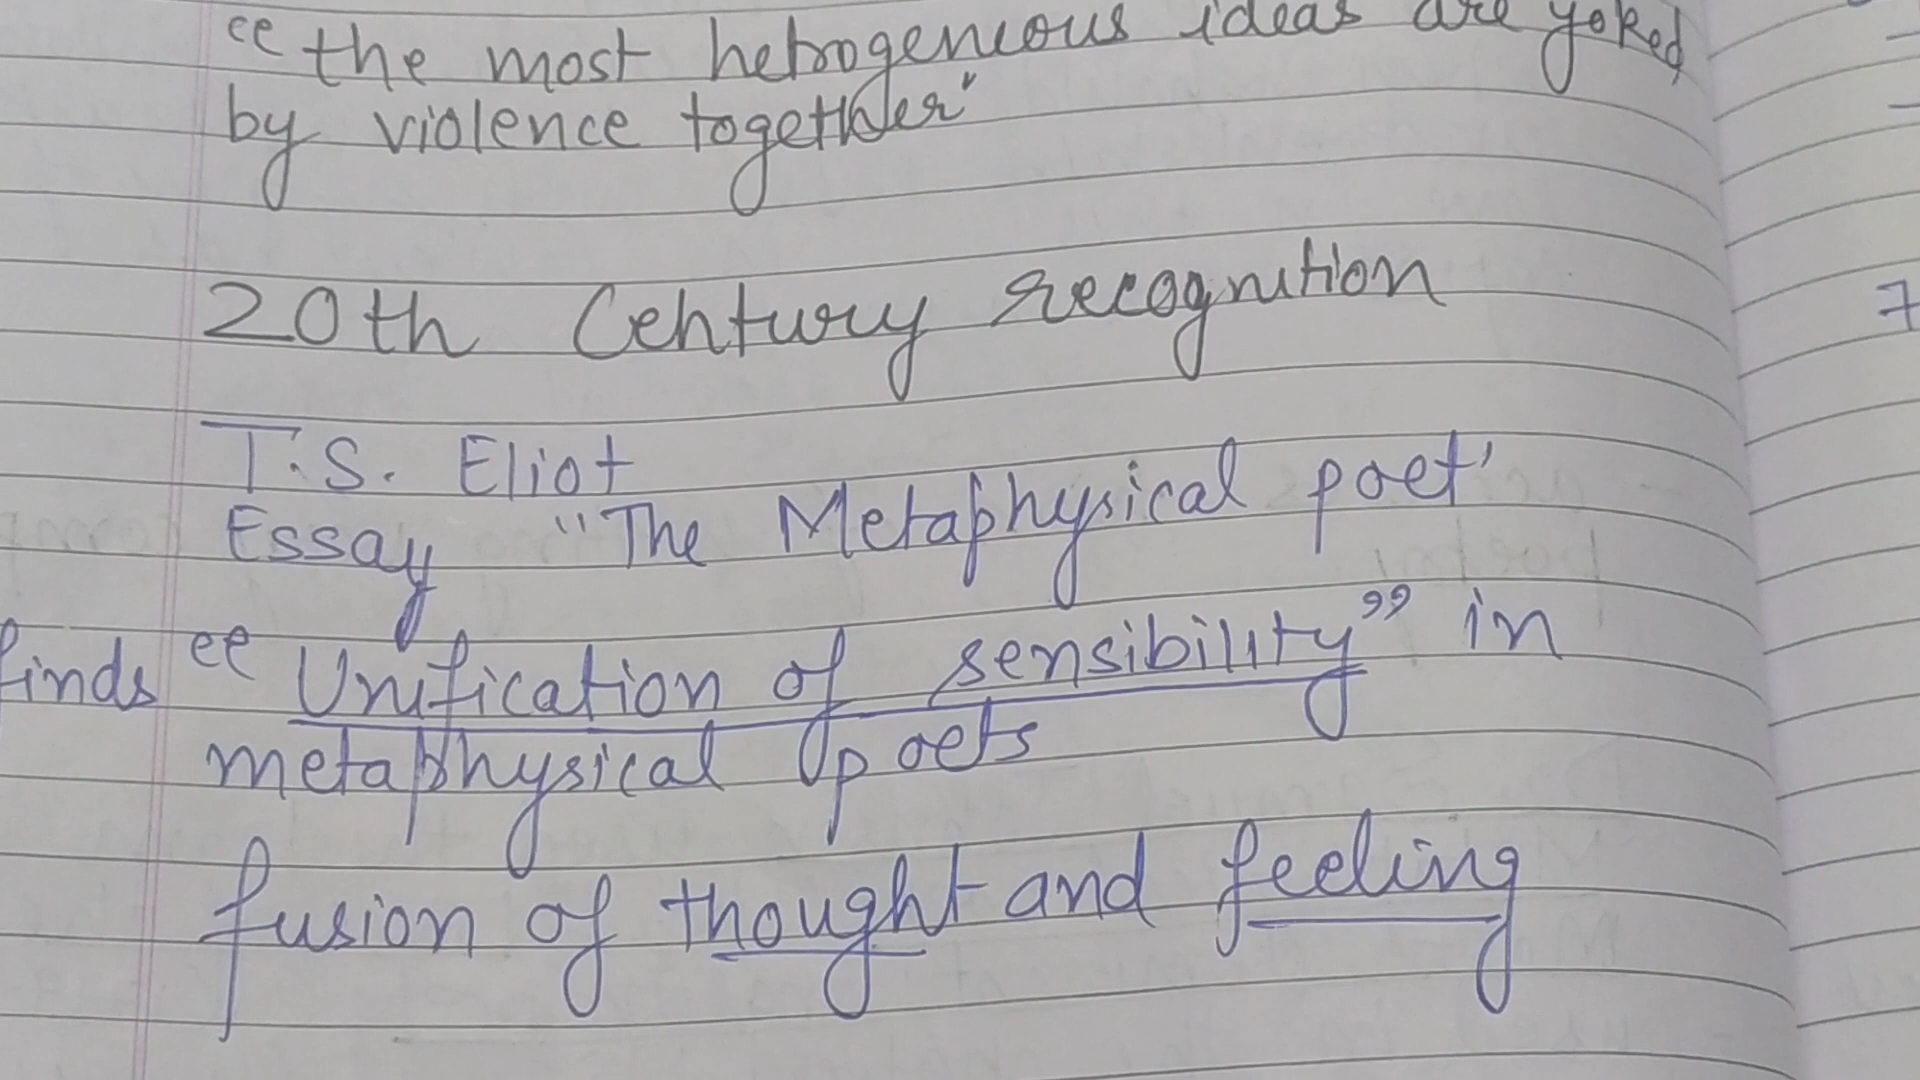 “the most hetrogeneous ideas are yoked
by violence together"
20th Century recognition
T.S. Eliot
Essay "The Metaphysical poet'
finds “Unification of sensibility” in
metaphysical poets
fusion of thought and feeling
7